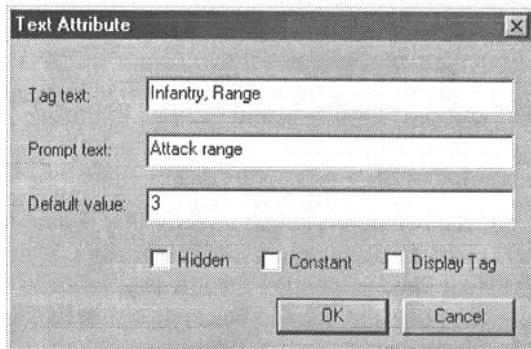 Text Attribute
Tag text: Infantry, Range
Prompt text: Attack range
Default value: 3
Hidden Constant Display Tag
OK Cancel